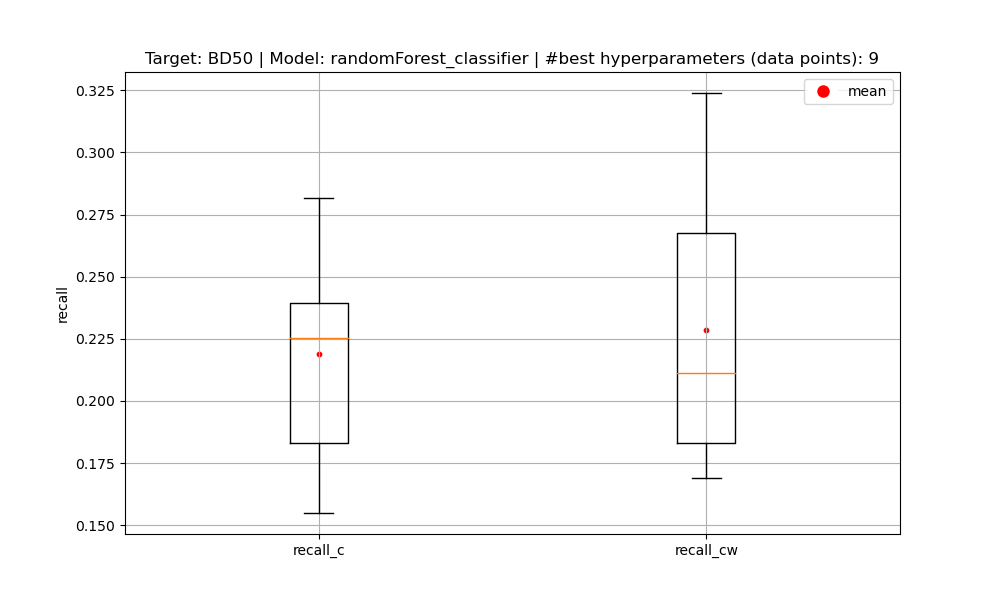 Target: BD50 | Model: randomForest_classifier | #best hyperparameters (data points): 9
mean
0.325
0.300
0.275
0.250
0.225
0.200
0.175
0.150
recall
recall_c
recall_cw